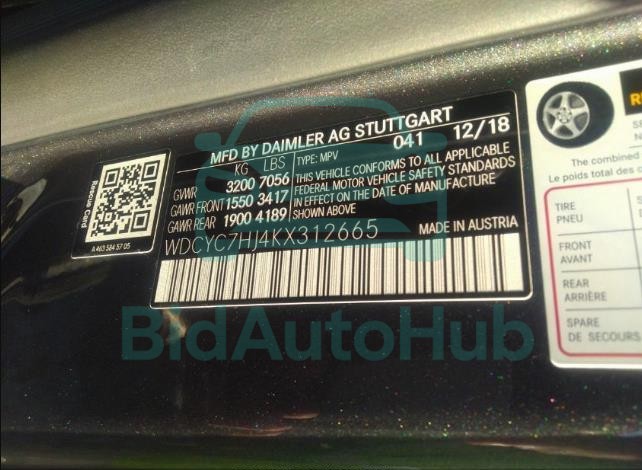 MFD BY DAIMLER AG STUTTGART
041 12/18
KG LBS TYPE: MPV
GVWR 3200 7056
GAWR FRONT 1550 3417
GAWR REAR 1900 4189
THIS VEHICLE CONFORMS TO ALL APPLICABLE
FEDERAL MOTOR VEHICLE SAFETY STANDARDS
IN EFFECT ON THE DATE OF MANUFACTURE
SHOWN ABOVE
WDCYC7HJ4KX312665 MADE IN AUSTRIA
Rescue Card
A 463 584 57 05
The combined
Le poids total des
TIRE
PNEU
FRONT
AVANT
REAR
ARRIÈRE
SPARE
DE SECOURS
BidAutoHub